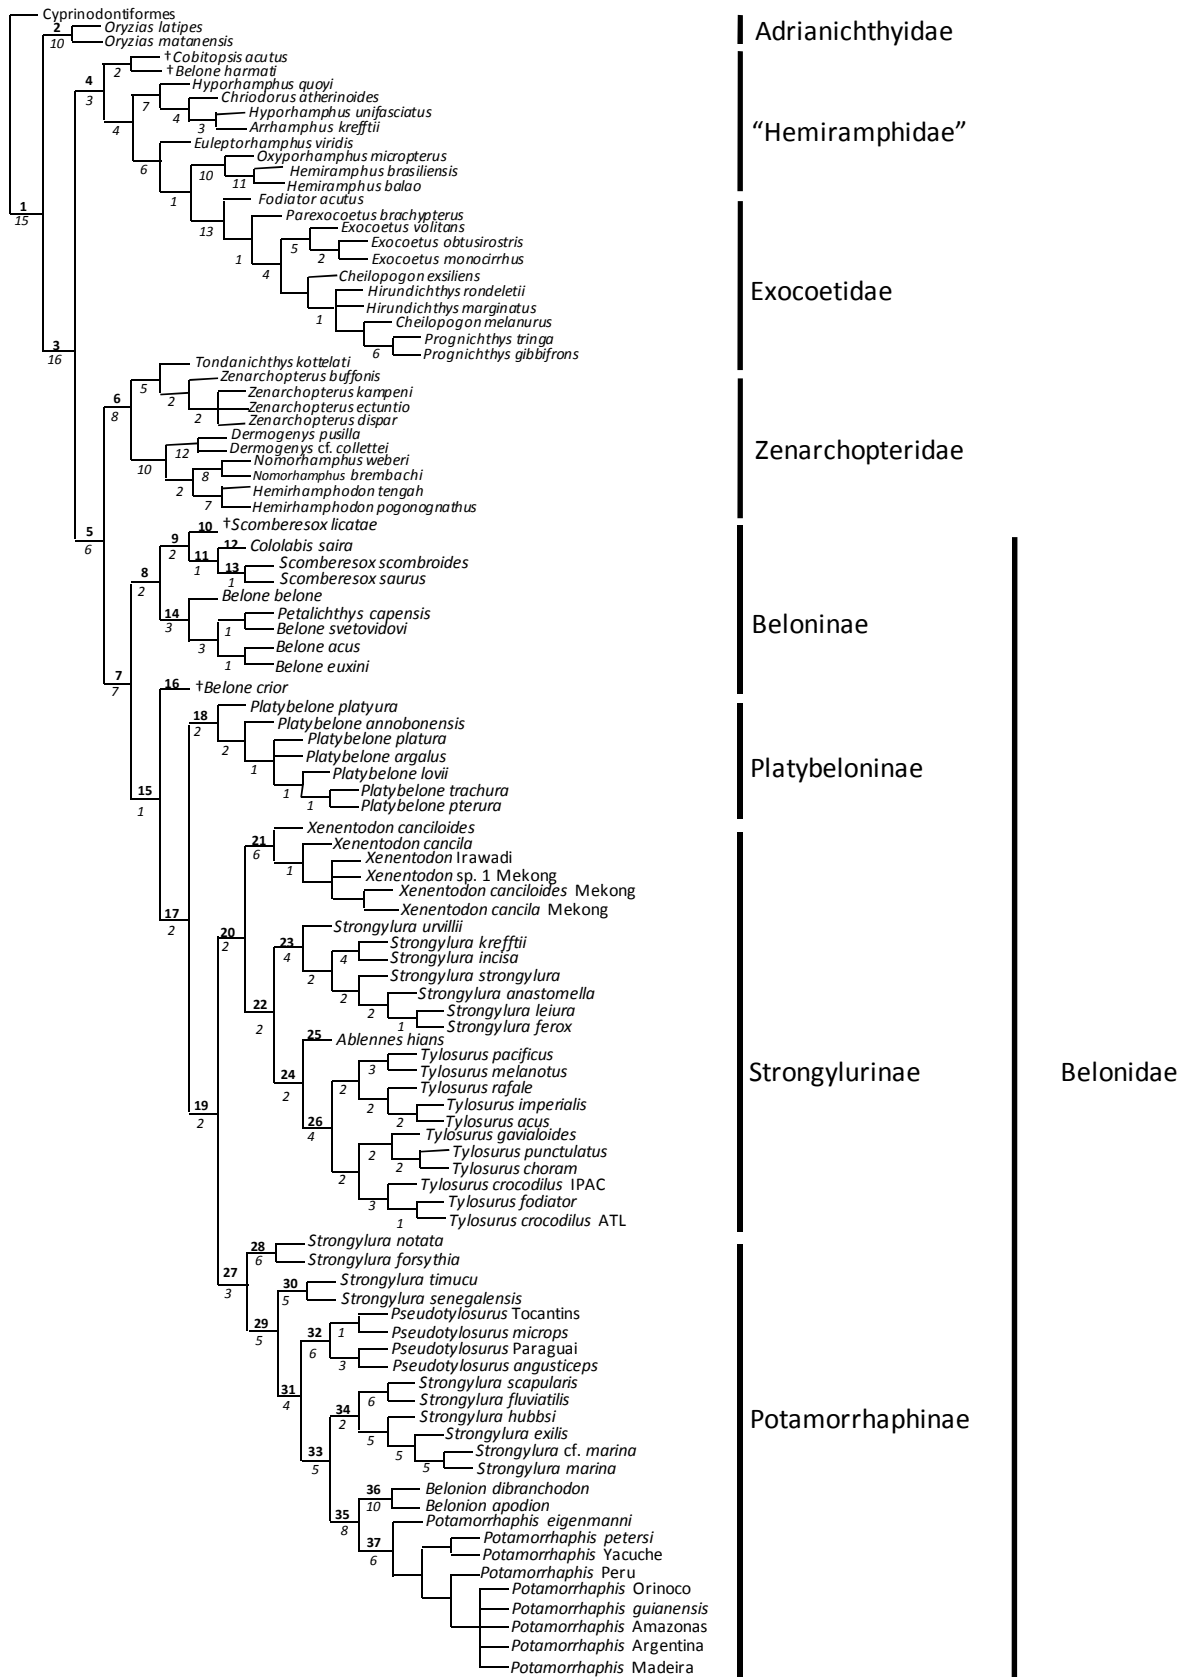 Cyprinodontiformes
2
Oryzias latipes
10
Oryzias matanensis
Adrianichthyidae
†Cobitopsis acutus
2
†Belone harmati
4
3
Hyporhamphus quoyi
7
Chriodorus atherinoides
4
Hyporhamphus unifasciatus
3
Arrhamphus krefftii
4
"Hemiramphidae"
Euleptorhamphus viridis
6
Oxyporhamphus micropterus
10
Hemiramphus brasiliensis
11
Hemiramphus balao
1
Fodiator acutus
1
15
13
Parexocoetus brachypterus
Exocoetus volitans
5
Exocoetus obtusirostris
1
2
Exocoetus monocirrhus
4
Cheilopogon exsiliens
Hirundichthys rondeletii
Exocoetidae
Hirundichthys marginatus
1
Cheilopogon melanurus
Prognichthys tringa
6
Prognichthys gibbifrons
3
16
Tondanichthys kottelati
5
Zenarchopterus buffonis
2
Zenarchopterus kampeni
6
8
Zenarchopterus ectuntio
2
Zenarchopterus dispar
Dermogenys pusilla
12
Dermogenys cf. collettei
Zenarchopteridae
10
Nomorhamphus weberi
8
Nomorhamphus brembachi
2
Hemirhamphodon tengah
7
Hemirhamphodon pogonognathus
5
6
10
†Scomberesox licatae
9
2
12
Cololabis saira
11
1
Scomberesox scombroides
13
1
Scomberesox saurus
8
2
Belone belone
14
3
Petalichthys capensis
1
Belone svetovidovi
Beloninae
3
Belone acus
1
Belone euxini
7
7
16
†Belone crior
Platybelone platyura
18
2
Platybelone annobonensis
2
Platybelone platura
Platybelone argalus
1
Platybelone lovii
Platybeloninae
1
Platybelone trachura
1
Platybelone pterura
15
1
Xenentodon canciloides
21
6
Xenentodon cancila
1
Xenentodon Irawadi
Xenentodon sp. 1 Mekong
Xenentodon canciloides Mekong
Xenentodon cancila Mekong
17
2
20
2
Strongylura urvillii
23
4
Strongylura krefftii
4
Strongylura incisa
2
Strongylura strongylura
2
Strongylura anastomella
2
Strongylura leiura
1
Strongylura ferox
22
2
25
Ablennes hians
Tylosurus pacificus
3
Tylosurus melanotus
Strongylurinae
Belonidae
24
2
2
Tylosurus rafale
2
Tylosurus imperialis
2
Tylosurus acus
26
4
Tylosurus gavialoides
2
Tylosurus punctulatus
2
Tylosurus choram
2
Tylosurus crocodilus IPAC
3
Tylosurus fodiator
1
Tylosurus crocodilus ATL
19
2
28
Strongylura notata
6
Strongylura forsythia
27
3
30
Strongylura timucu
5
Strongylura senegalensis
29
5
Pseudotylosurus Tocantins
32
1
Pseudotylosurus microps
6
Pseudotylosurus Paraguai
3
Pseudotylosurus angusticeps
31
4
Strongylura scapularis
6
Strongylura fluviatilis
34
2
Strongylura hubbsi
Potamorrhaphinae
5
Strongylura exilis
5
Strongylura cf. marina
5
Strongylura marina
33
5
36
Belonion dibranchodon
10
Belonion apodion
35
8
Potamorrhaphis eigenmanni
37
6
Potamorrhaphis petersi
Potamorrhaphis Yacuche
Potamorrhaphis Peru
Potamorrhaphis Orinoco
Potamorrhaphis guianensis
Potamorrhaphis Amazonas
Potamorrhaphis Argentina
Potamorrhaphis Madeira